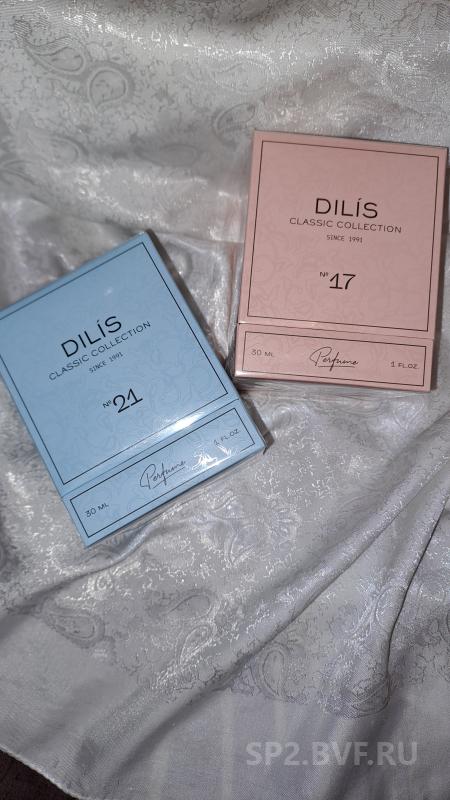 DILÍS
CLASSIC COLLECTION
SINCE 1991
№17
30 ML Perfume 1 FL.OZ.
DILÍS
CLASSIC COLLECTION
SINCE 1991
№21
30 ML Perfume 1 FL.OZ.
SP2.BVF.RU